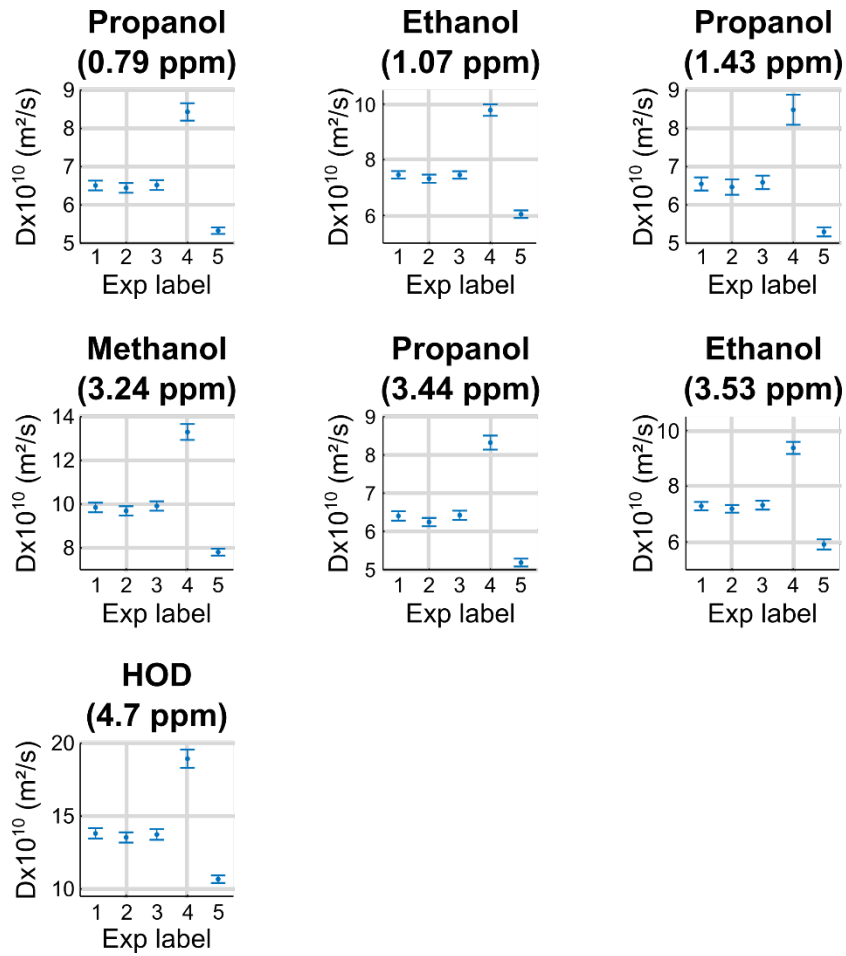 Propanol
(0.79 ppm)
Dx10¹⁰ (m²/s)
9
8
7
6
5
1 2 3 4 5
Exp label
Ethanol
(1.07 ppm)
Dx10¹⁰ (m²/s)
10
8
6
1 2 3 4 5
Exp label
Propanol
(1.43 ppm)
Dx10¹⁰ (m²/s)
9
8
7
6
5
1 2 3 4 5
Exp label
Methanol
(3.24 ppm)
Dx10¹⁰ (m²/s)
14
12
10
8
1 2 3 4 5
Exp label
Propanol
(3.44 ppm)
Dx10¹⁰ (m²/s)
9
8
7
6
5
1 2 3 4 5
Exp label
Ethanol
(3.53 ppm)
Dx10¹⁰ (m²/s)
10
8
6
1 2 3 4 5
Exp label
HOD
(4.7 ppm)
Dx10¹⁰ (m²/s)
20
15
10
1 2 3 4 5
Exp label